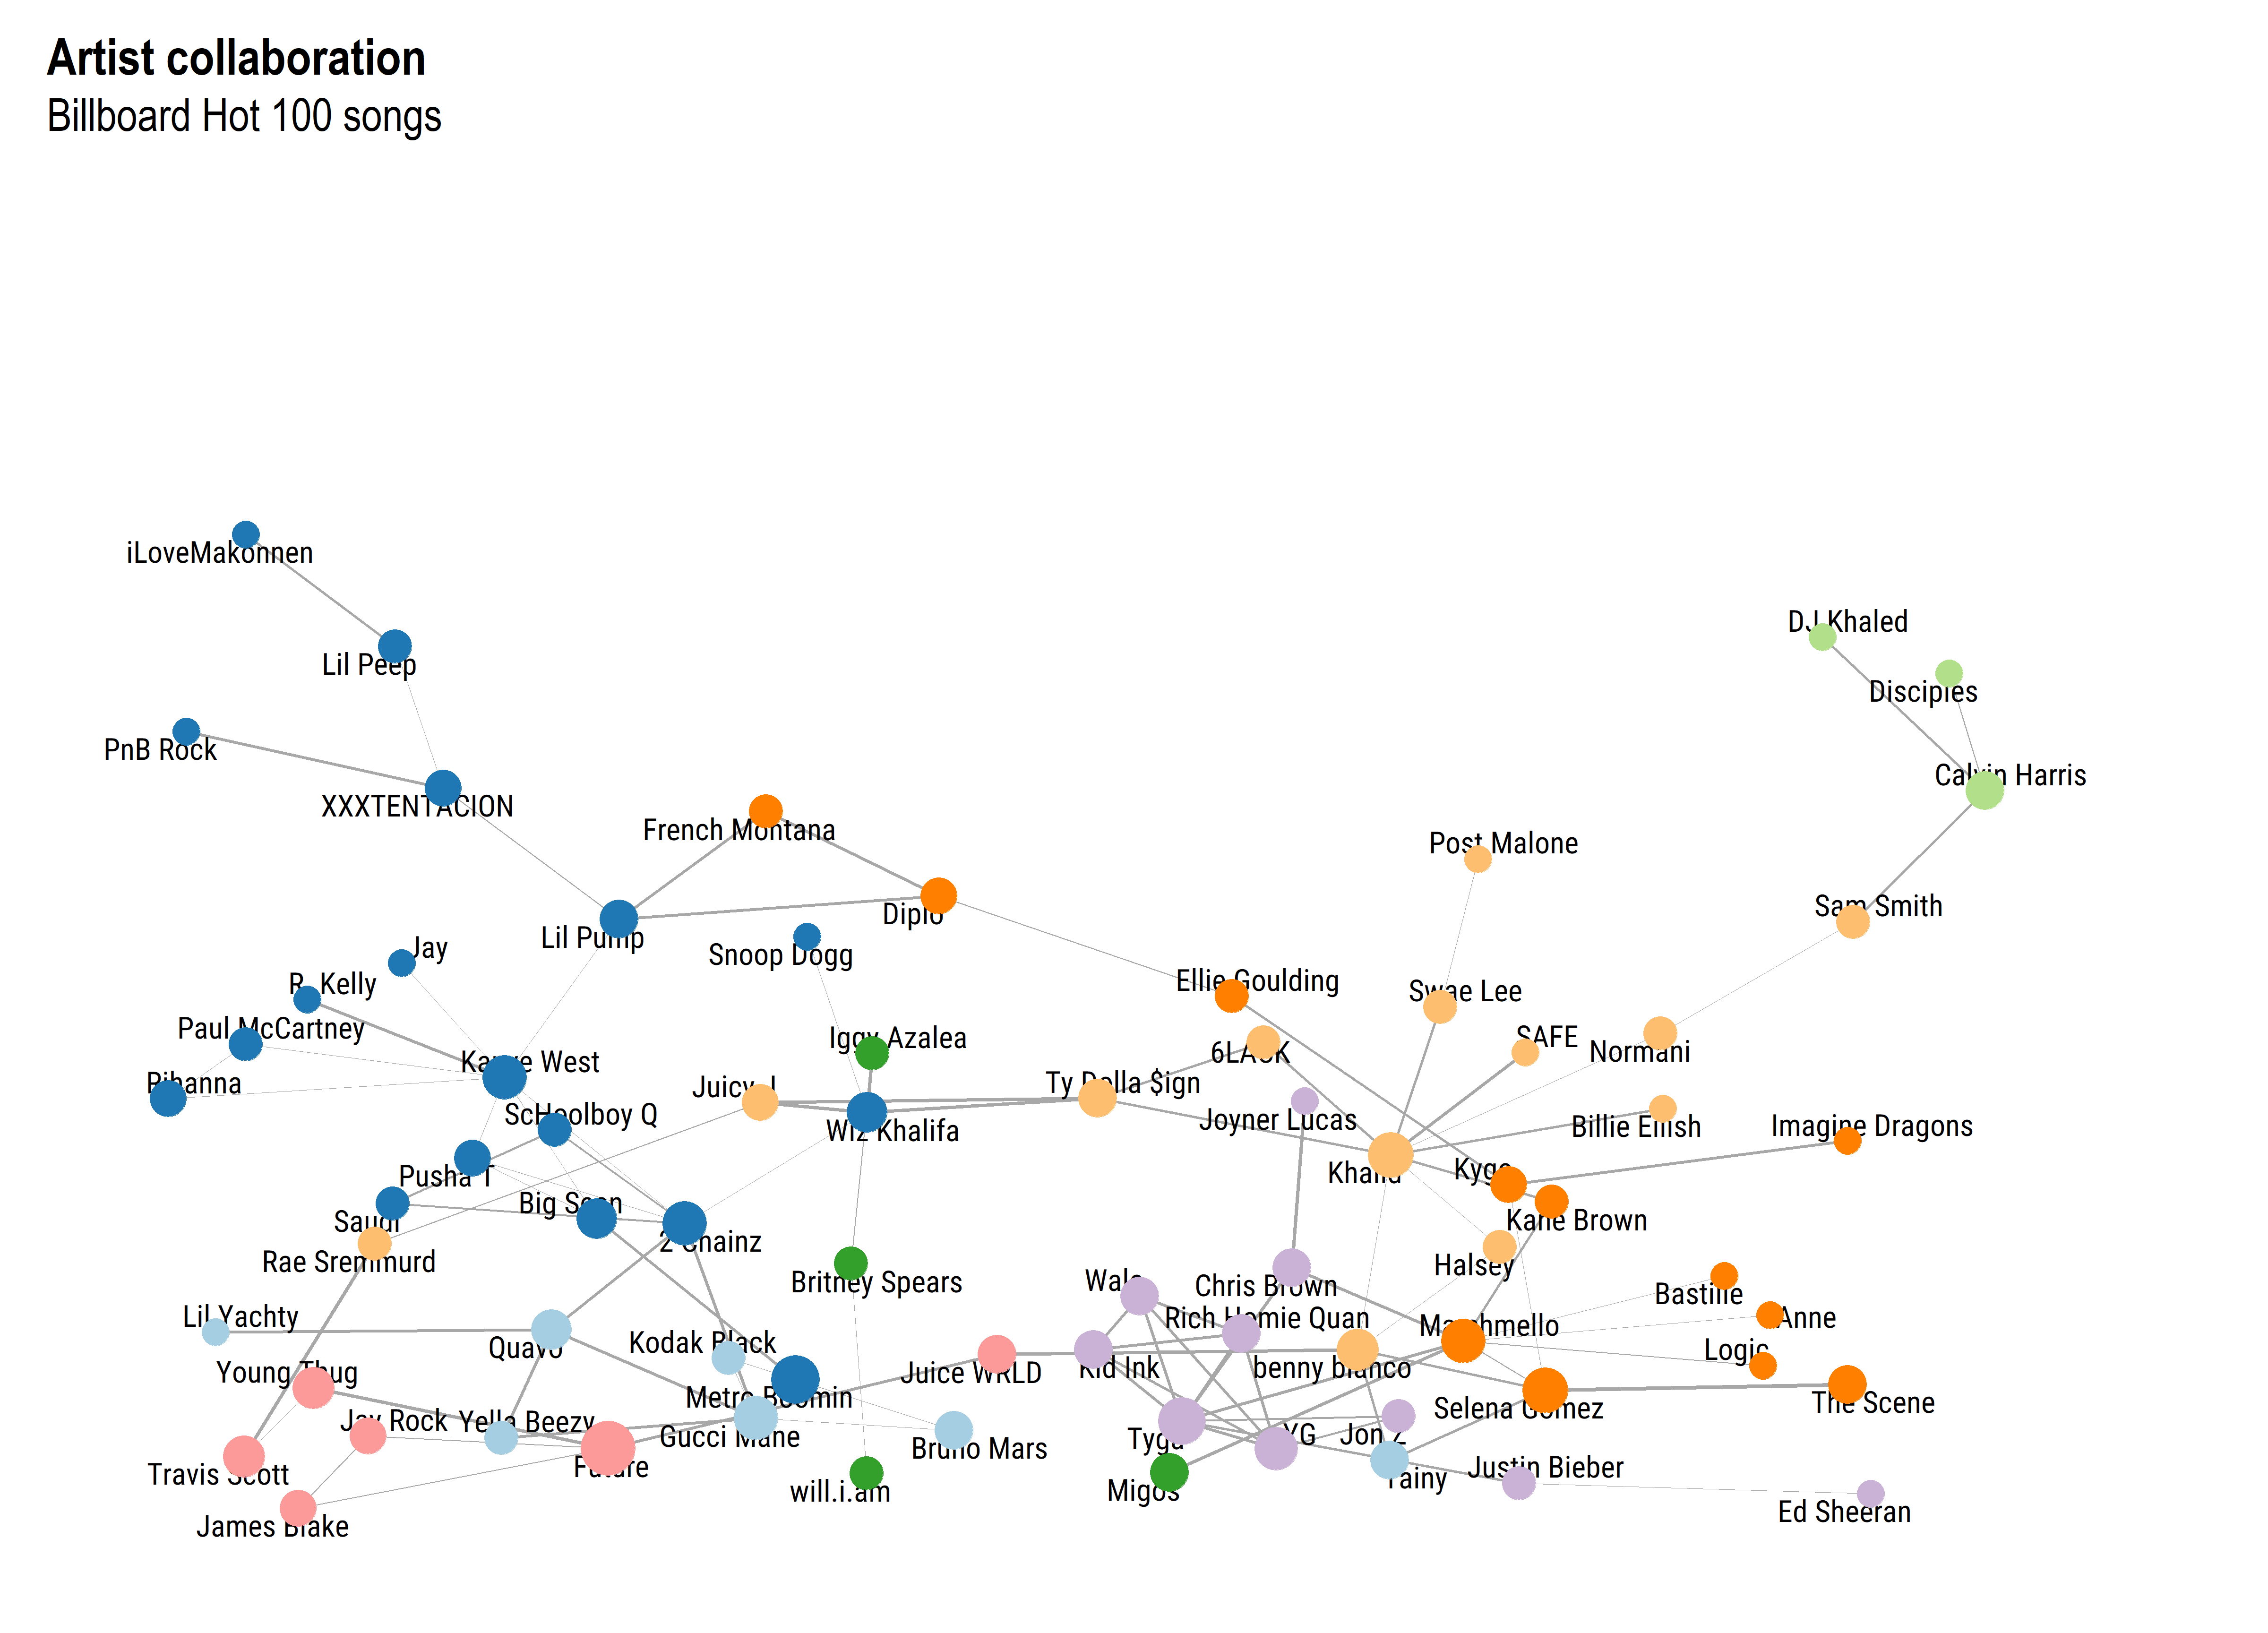 Artist collaboration
Billboard Hot 100 songs
iLoveMakonnen
DJ Khaled
Lil Peep
Disciples
PnB Rock
Calvin Harris
XXXTENTACION
French Montana
Post Malone
Sam Smith
Diplo
Lil Pump
Jay
Snoop Dogg
R. Kelly
Ellie Goulding
Swae Lee
Paul McCartney
Iggy Azalea
SAFE
6LACK
Normani
Kanye West
Rihanna
Juicy J
Ty Dolla $ign
ScHoolboy Q
Joyner Lucas
Wiz Khalifa
Billie Eilish
Imagine Dragons
Pusha T
Khalid
Kygo
Big Sean
Saudi
Kane Brown
2 Chainz
Rae Sremmurd
Halsey
Britney Spears
Wale
Chris Brown
Bastille
Lil Yachty
Rich Homie Quan
Marshmello
Anne
Kodak Black
Quavo
Logic
Young Thug
Juice WRLD
Kid Ink
benny blanco
Metro Boomin
The Scene
Selena Gomez
Jay Rock
Yella Beezy
Gucci Mane
Bruno Mars
Tyga
YG
Jon Z
Travis Scott
Future
Justin Bieber
Tainy
will.i.am
Migos
Ed Sheeran
James Blake